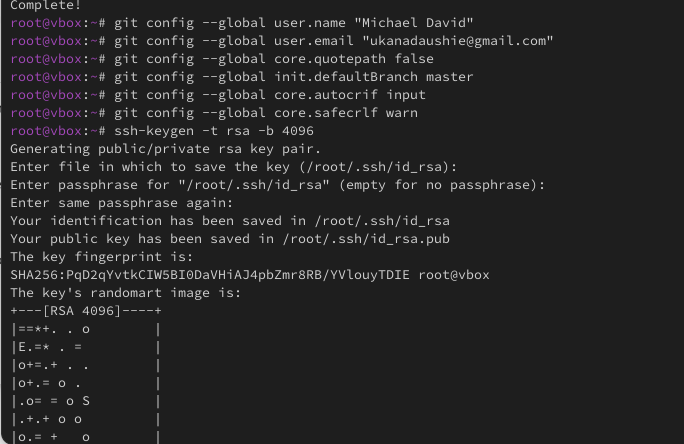 Complete!
root@vbox:~# git config --global user.name "Michael David"
root@vbox:~# git config --global user.email "ukanadaushie@gmail.com"
root@vbox:~# git config --global core.quotepath false
root@vbox:~# git config --global init.defaultBranch master
root@vbox:~# git config --global core.autocrif input
root@vbox:~# git config --global core.safecrlf warn
root@vbox:~# ssh-keygen -t rsa -b 4096
Generating public/private rsa key pair.
Enter file in which to save the key (/root/.ssh/id_rsa):
Enter passphrase for "/root/.ssh/id_rsa" (empty for no passphrase):
Enter same passphrase again:
Your identification has been saved in /root/.ssh/id_rsa
Your public key has been saved in /root/.ssh/id_rsa.pub
The key fingerprint is:
SHA256:PqD2qYvtkCIW5BI0DaVHiAJ4pbZmr8RB/YVlouyTDIE root@vbox
The key's randomart image is:
+---[RSA 4096]----+
|==*+. . o        |
|E.=* . =         |
|o+=.+ . .        |
|o+.= o .         |
|.o= = o S        |
|.+.+ o o         |
|o.= +   o        |